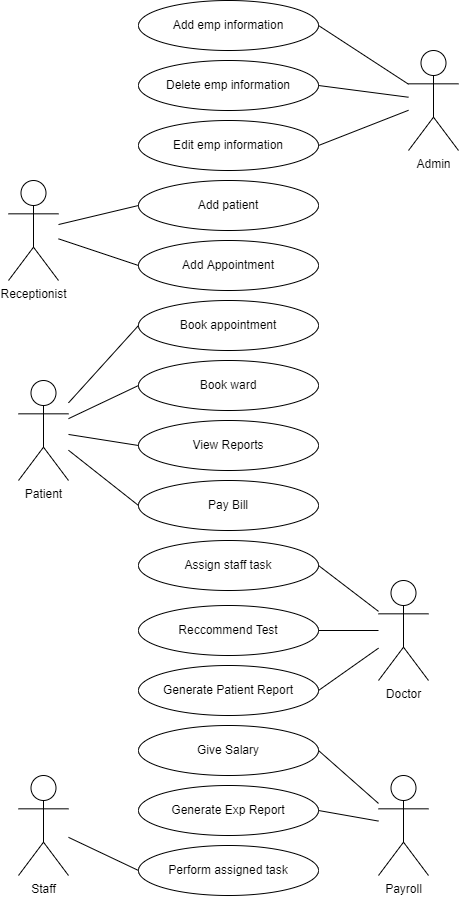 Add emp information
Delete emp information
Edit emp information
Admin
Add patient
Add Appointment
Receptionist
Book appointment
Book ward
View Reports
Patient
Pay Bill
Assign staff task
Reccommend Test
Generate Patient Report
Doctor
Give Salary
Generate Exp Report
Perform assigned task
Staff
Payroll